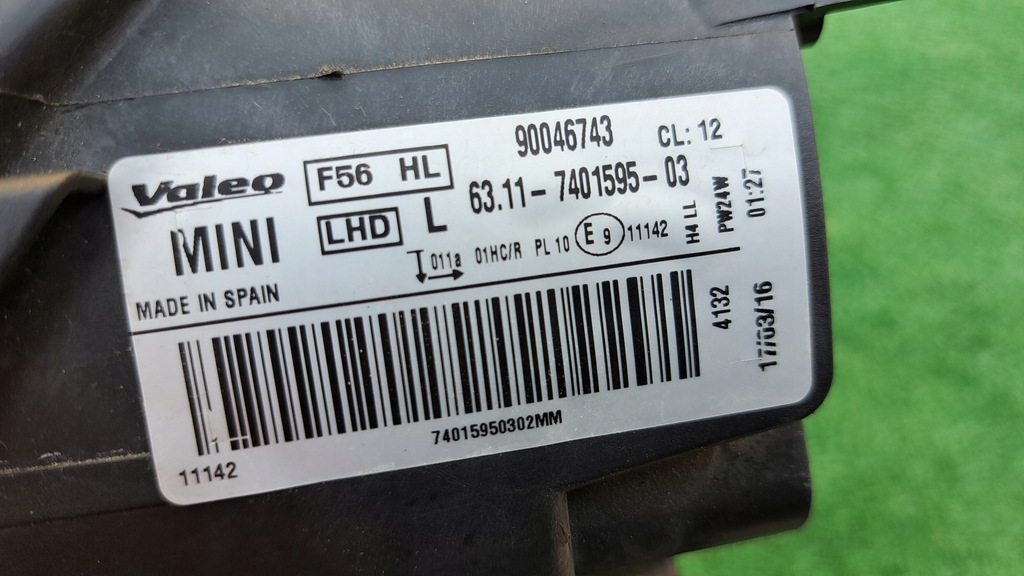 Valeo
F56 HL
90046743
CL: 12
MINI
LHD
L
63.11-7401595-03
011a 01HC/R PL 10 E 9 11142
H4 LL
PW24W
01:27
MADE IN SPAIN
4132
17/03/16
74015950302MM
11142